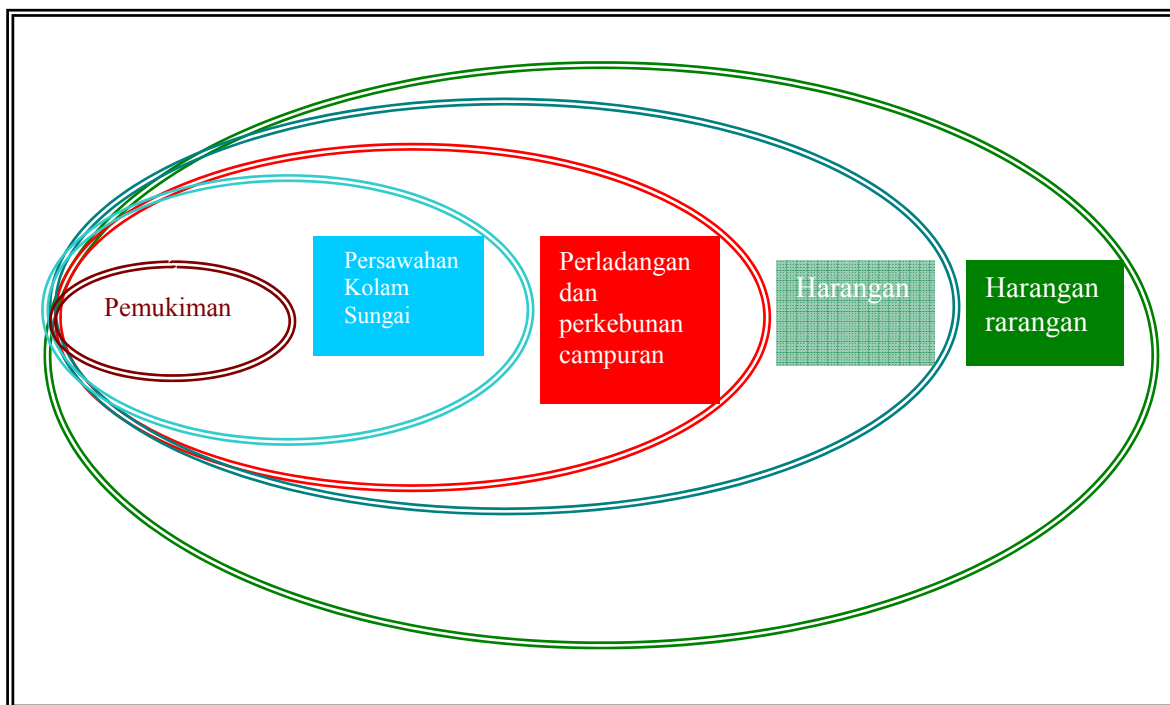 Pemukiman
Persawahan
Kolam
Sungai
Perladangan
dan
perkebunan
campuran
Harangan
Harangan
rarangan